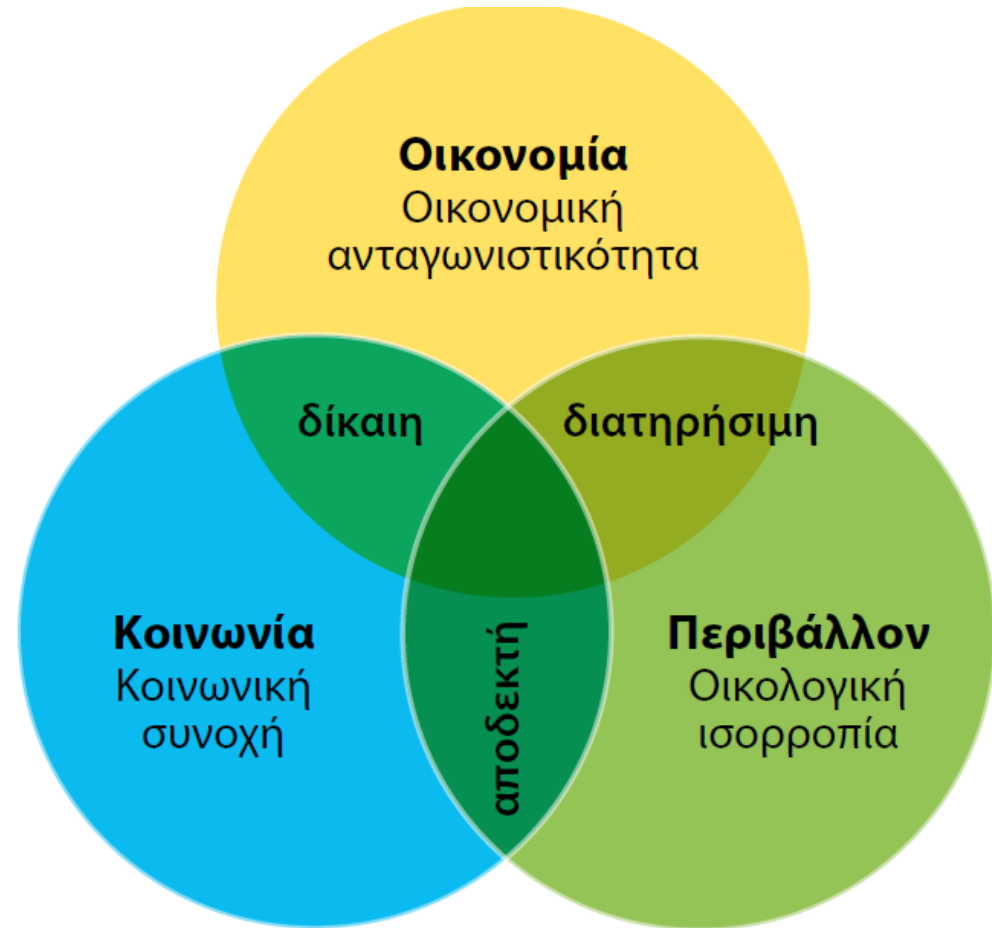 Οικονομία
Οικονομική
ανταγωνιστικότητα
δίκαιη
διατηρήσιμη
Κοινωνία
Κοινωνική
συνοχή
αποδεκτή
Περιβάλλον
Οικολογική
ισορροπία